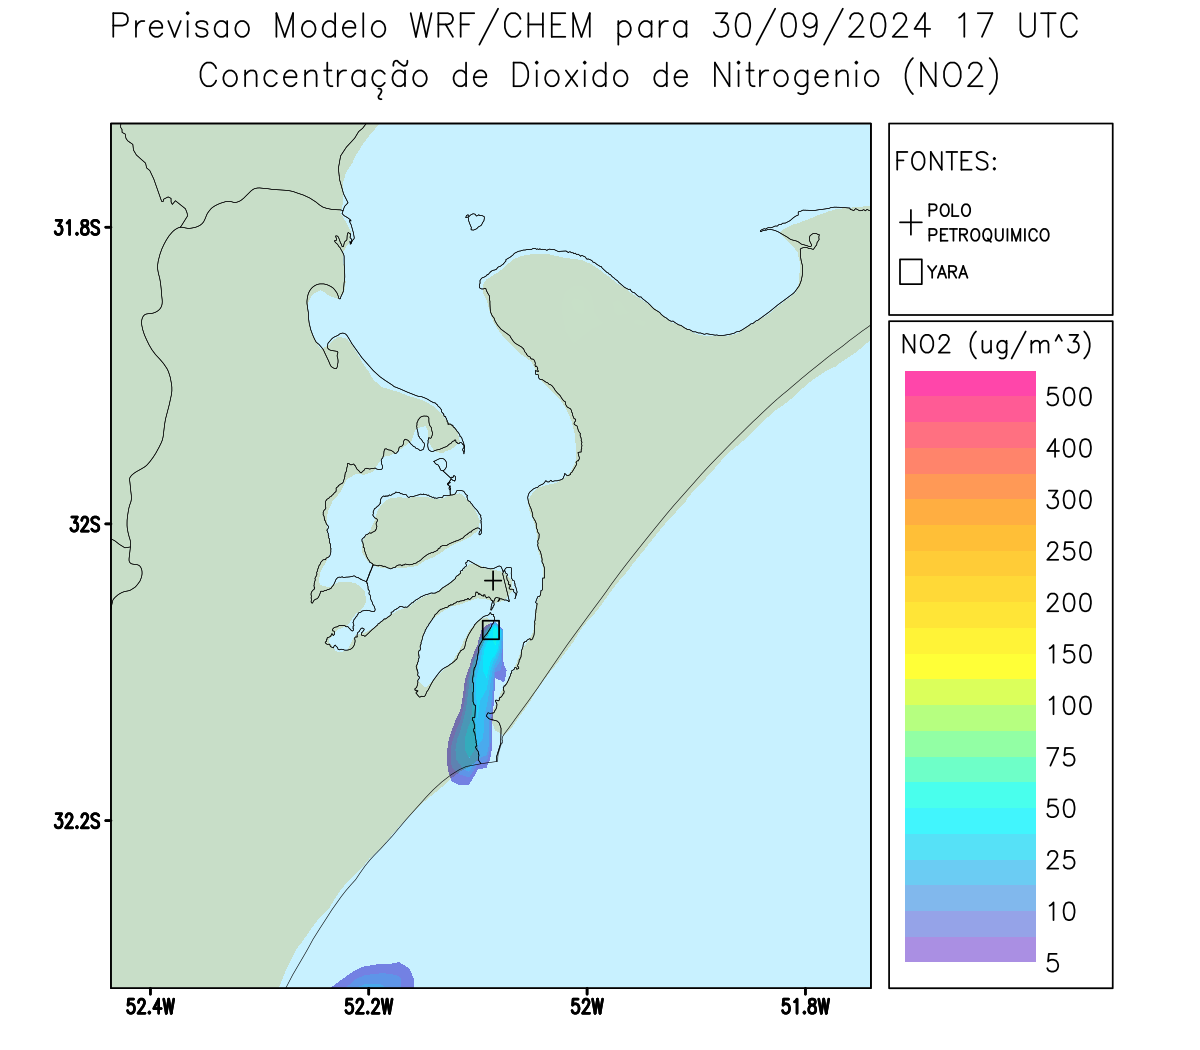 Previsao Modelo WRF/CHEM para 30/09/2024 17 UTC
Concentração de Dioxido de Nitrogenio (NO2)
31.8S
32S
32.2S
52.4W
52.2W
52W
51.8W
FONTES:
POLO
PETROQUIMICO
YARA
NO2 (ug/m^3)
500
400
300
250
200
150
100
75
50
25
10
5